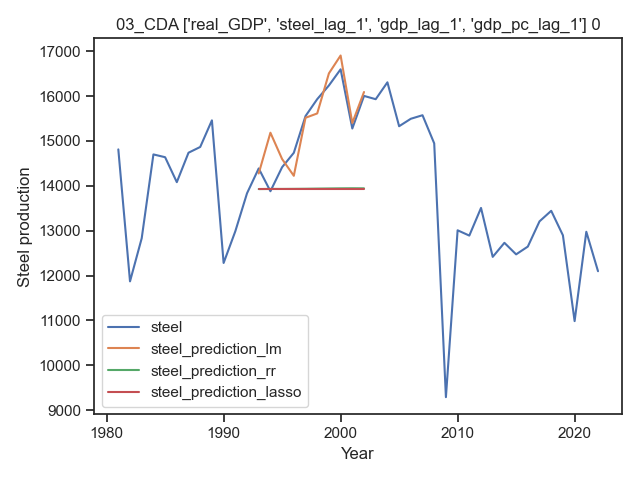 03_CDA ['real_GDP', 'steel_lag_1', 'gdp_lag_1', 'gdp_pc_lag_1'] 0
17000
16000
15000
14000
13000
12000
11000
10000
9000
Steel production
steel
steel_prediction_lm
steel_prediction_rr
steel_prediction_lasso
1980 1990 2000 2010 2020
Year